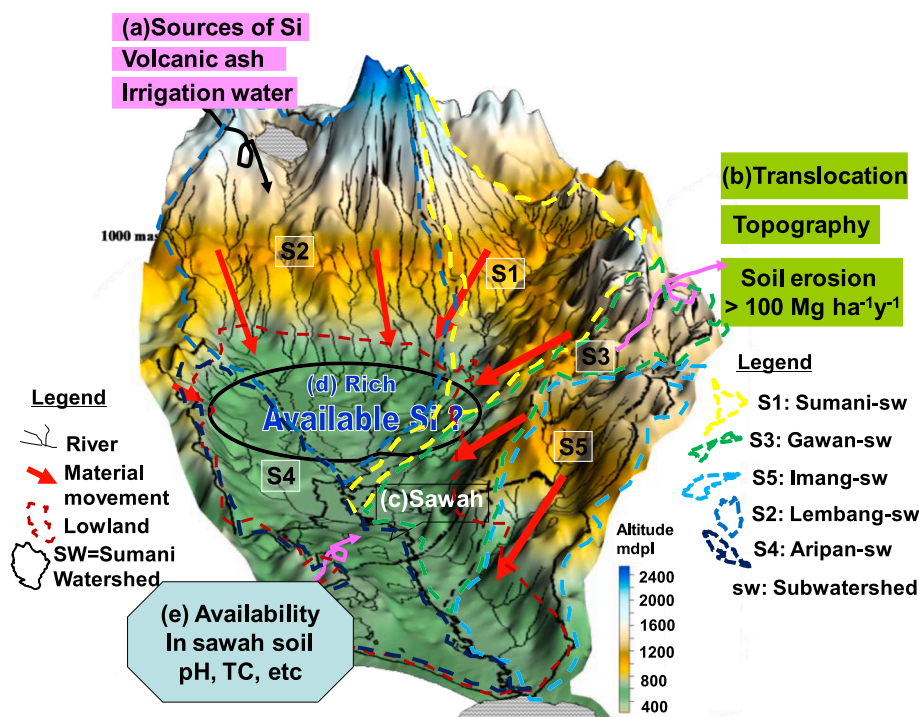 (a)Sources of Si
Volcanic ash
Irrigation water
(b)Translocation
Topography
Soil erosion
> 100 Mg ha⁻¹y⁻¹
1000 mas
S2
S1
S3
(d) Rich
Available Si ?
S4
S5
(c)Sawah
Legend
River
Material
movement
Lowland
SW=Sumani
Watershed
(e) Availability
In sawah soil
pH, TC, etc
Altitude
mdpl
2400
2000
1600
1200
800
400
Legend
S1: Sumani-sw
S3: Gawan-sw
S5: Imang-sw
S2: Lembang-sw
S4: Aripan-sw
sw: Subwatershed